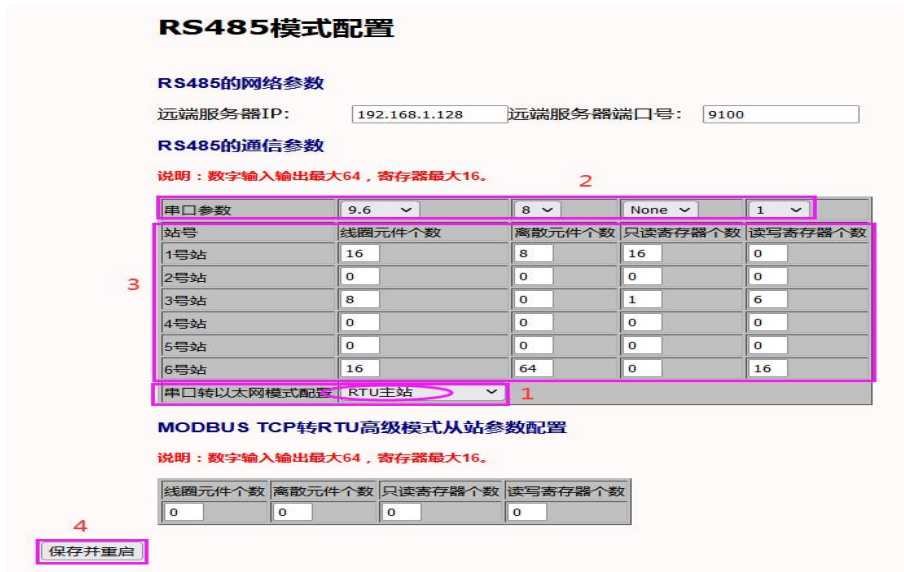 RS485模式配置
RS485的网络参数
远端服务器IP: 192.168.1.128 远端服务器端口号: 9100
RS485的通信参数
说明：数字输入输出最大64，寄存器最大16。
2
串口参数 9.6 8 None 1
站号 线圈元件个数 离散元件个数 只读寄存器个数 读写寄存器个数
1号站 16 8 16 0
2号站 0 0 0 0
3
3号站 8 0 1 6
4号站 0 0 0 0
5号站 0 0 0 0
6号站 16 64 0 16
串口转以太网模式配置 RTU主站 1
MODBUS TCP转RTU高级模式从站参数配置
说明：数字输入输出最大64，寄存器最大16。
线圈元件个数 离散元件个数 只读寄存器个数 读写寄存器个数
0 0 0 0
4
保存并重启